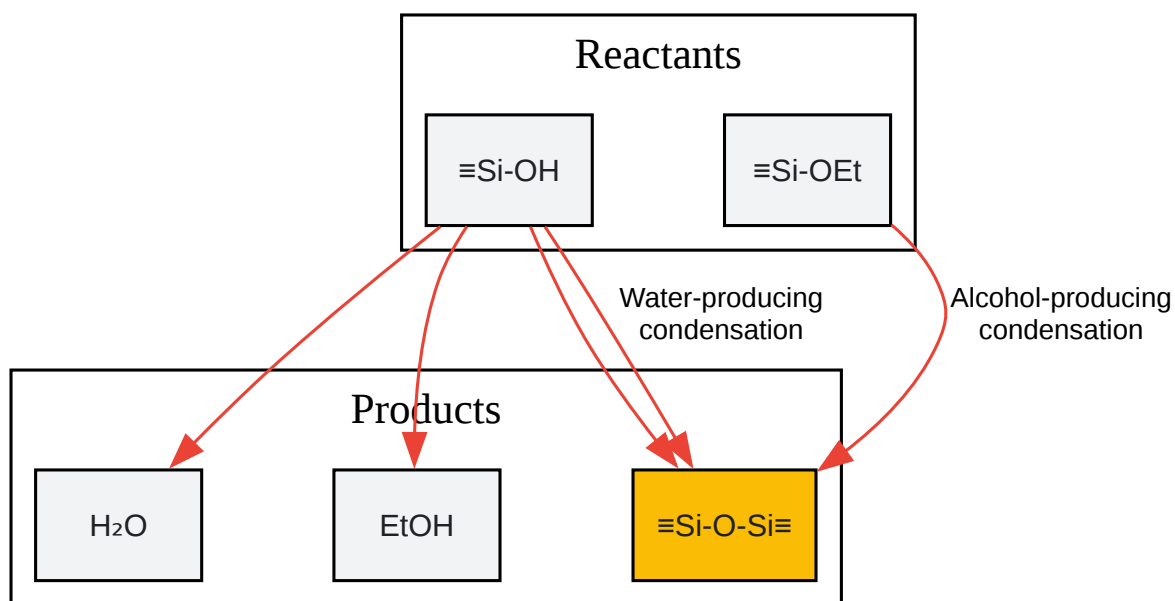 Reactants
≡Si-OH
≡Si-OEt
Water-producing
condensation
Alcohol-producing
condensation
Products
H₂O
EtOH
≡Si-O-Si≡